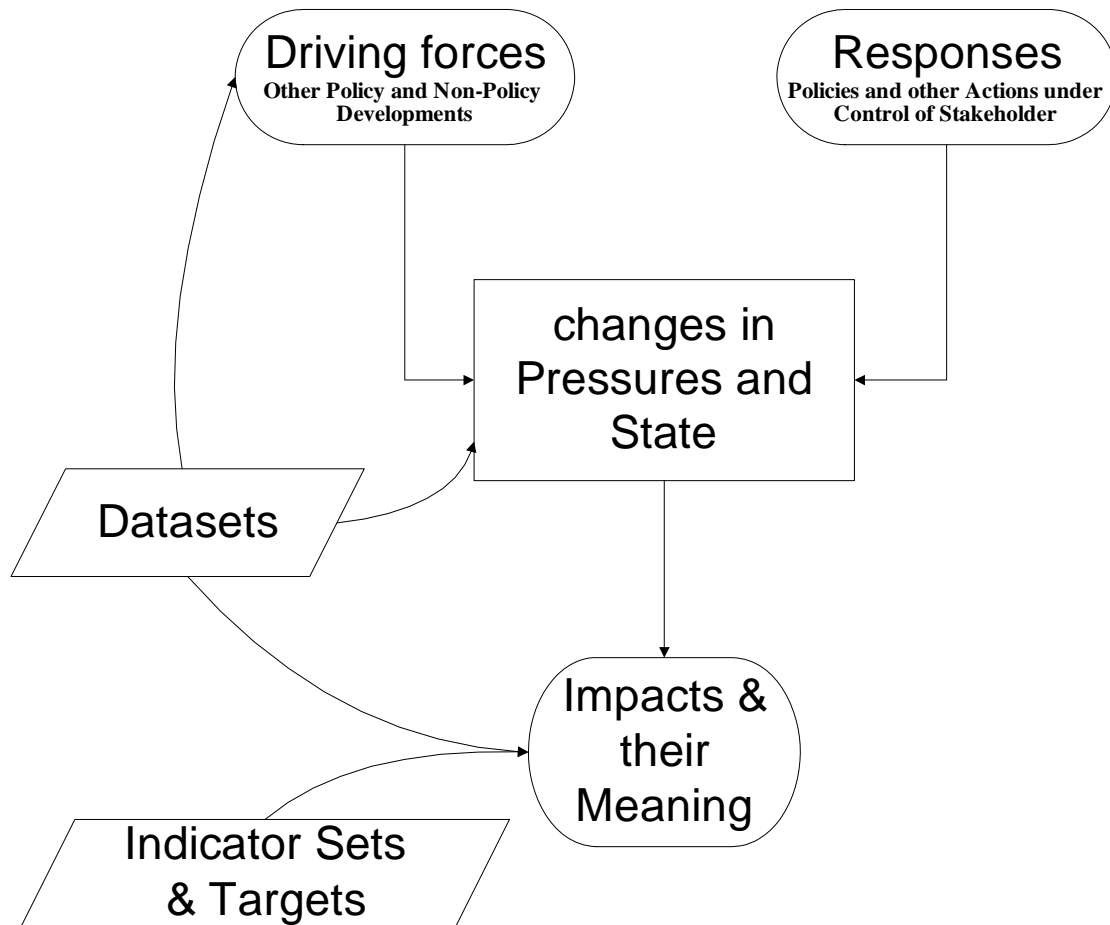 Driving forces
Other Policy and Non-Policy
Developments
Responses
Policies and other Actions under
Control of Stakeholder
changes in
Pressures and
State
Datasets
Impacts &
their
Meaning
Indicator Sets
& Targets